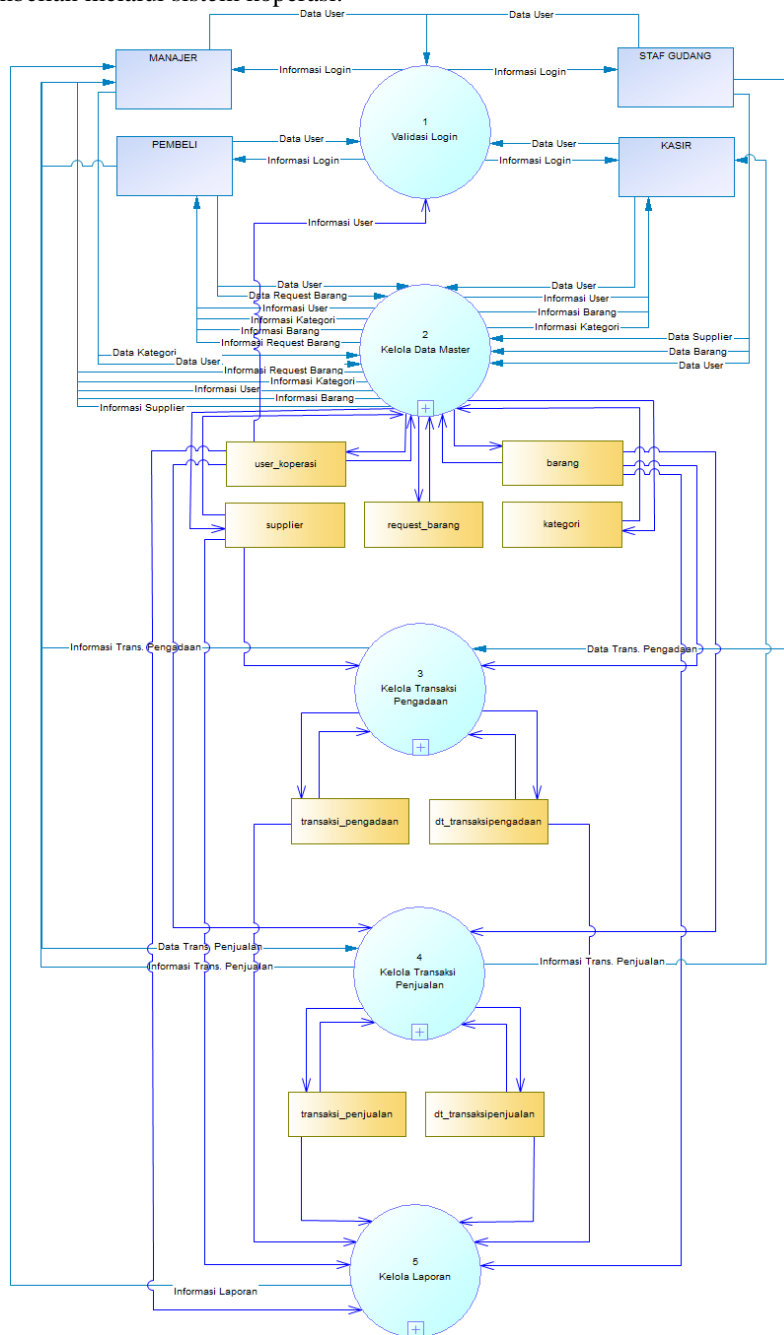 melalui sistem koperasi.
Data User
Data User
MANAJER
STAF GUDANG
Informasi Login
Informasi Login
1
Validasi Login
PEMBELI
KASIR
Data User
Data User
Informasi Login
Informasi Login
Informasi User
Data User
Data User
Data Request Barang
Informasi User
Informasi User
Informasi Barang
Informasi Kategori
Informasi Kategori
Informasi Barang
Informasi Request Barang
2
Kelola Data Master
Data Supplier
Data Kategori
Data Barang
Data User
Data User
Informasi Request Barang
Informasi Kategori
Informasi User
Informasi Barang
Informasi Supplier
user_koperasi
barang
supplier
request_barang
kategori
Informasi Trans. Pengadaan
Data Trans. Pengadaan
3
Kelola Transaksi
Pengadaan
transaksi_pengadaan
dt_transaksipengadaan
Data Trans. Penjualan
4
Kelola Transaksi
Penjualan
Informasi Trans. Penjualan
Informasi Trans. Penjualan
transaksi_penjualan
dt_transaksipenjualan
5
Kelola Laporan
Informasi Laporan